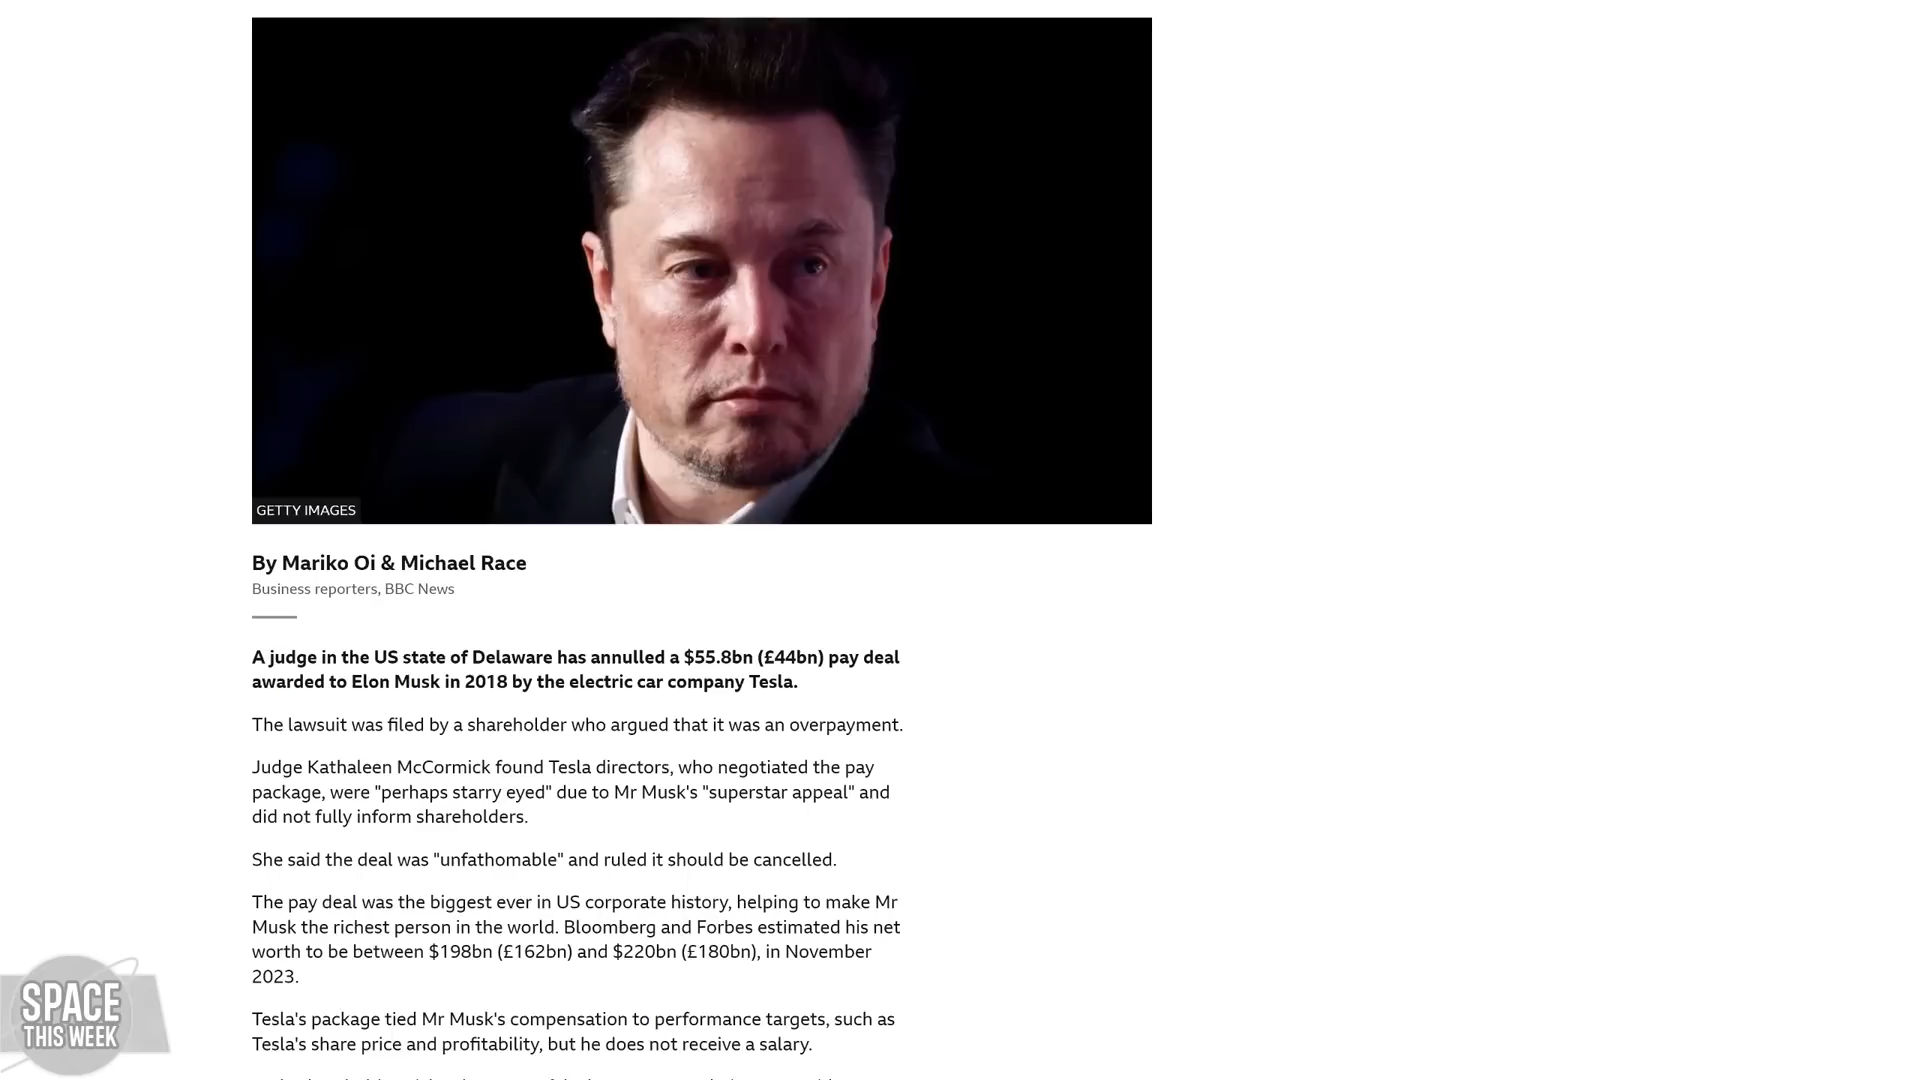 GETTY IMAGES
By Mariko Oi & Michael Race
Business reporters, BBC News
A judge in the US state of Delaware has annulled a $55.8bn (£44bn) pay deal
awarded to Elon Musk in 2018 by the electric car company Tesla.
The lawsuit was filed by a shareholder who argued that it was an overpayment.
Judge Kathaleen McCormick found Tesla directors, who negotiated the pay
package, were "perhaps starry eyed" due to Mr Musk's "superstar appeal" and
did not fully inform shareholders.
She said the deal was "unfathomable" and ruled it should be cancelled.
The pay deal was the biggest ever in US corporate history, helping to make Mr
Musk the richest person in the world. Bloomberg and Forbes estimated his net
worth to be between $198bn (£162bn) and $220bn (£180bn), in November
2023.
Tesla's package tied Mr Musk's compensation to performance targets, such as
Tesla's share price and profitability, but he does not receive a salary.
SPACE
THIS WEEK